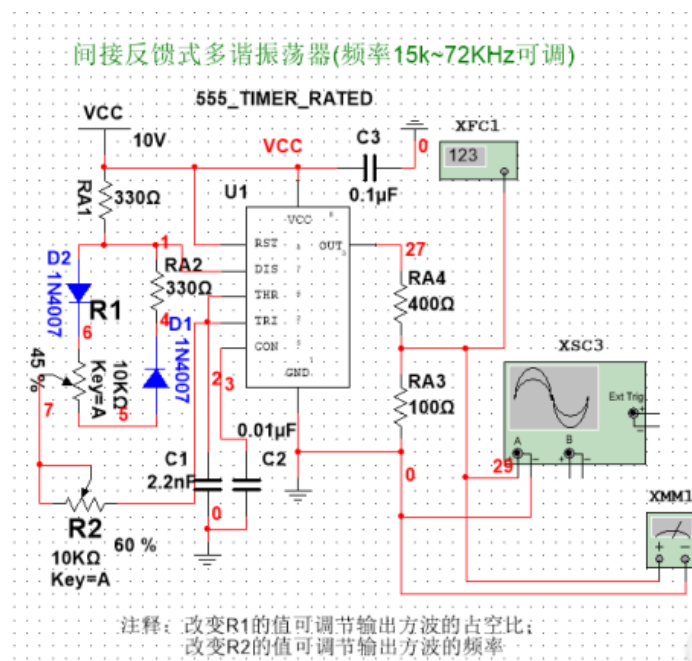 间接反馈式多谐振荡器(频率15k~72KHz可调)
555_TIMER_RATED
VCC
10V
VCC
C3
0.1µF
0
XFC1
123
RA1
330Ω
U1
VCC
RST
DIS
THR
TRI
CON
OUT
GND
1
27
D2
1N4007
R1
6
RA2
330Ω
4
D1
1N4007
RA4
400Ω
XSC3
Ext Trig
A
B
45 %
7
10KΩ
Key=A
5
2
3
RA3
100Ω
0.01µF
C1
2.2nF
C2
0
0
29
XMM1
R2
10KΩ
Key=A
60 %
注释：改变R1的值可调节输出方波的占空比；
改变R2的值可调节输出方波的频率